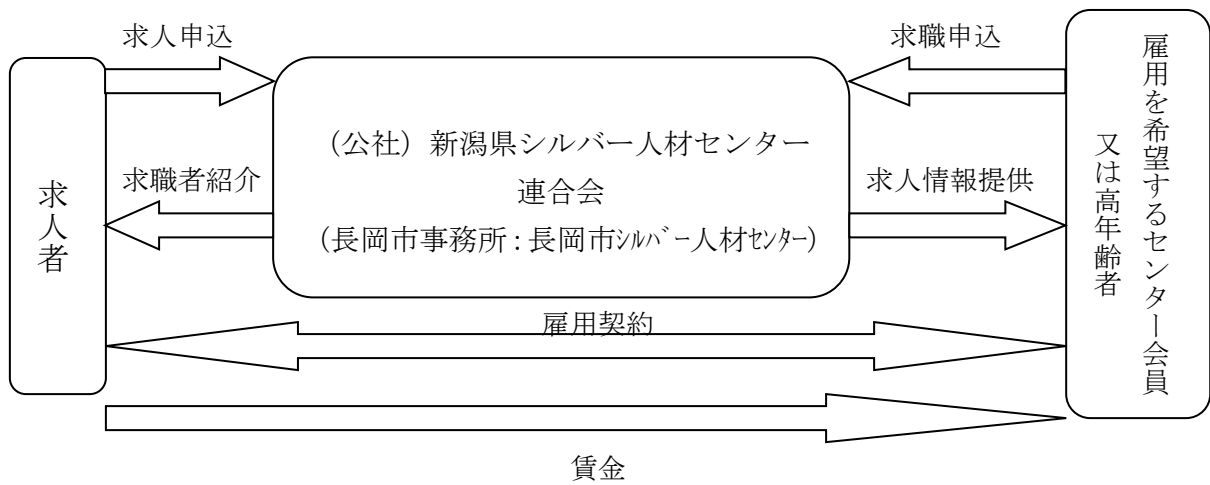 求人申込
求職申込
求人者
(公社)新潟県シルバー人材センター
連合会
(長岡市事務所:長岡市ｼﾙﾊﾞｰ人材ｾﾝﾀｰ)
雇用を希望するセンター会員
又は高年齢者
求職者紹介
求人情報提供
雇用契約
賃金